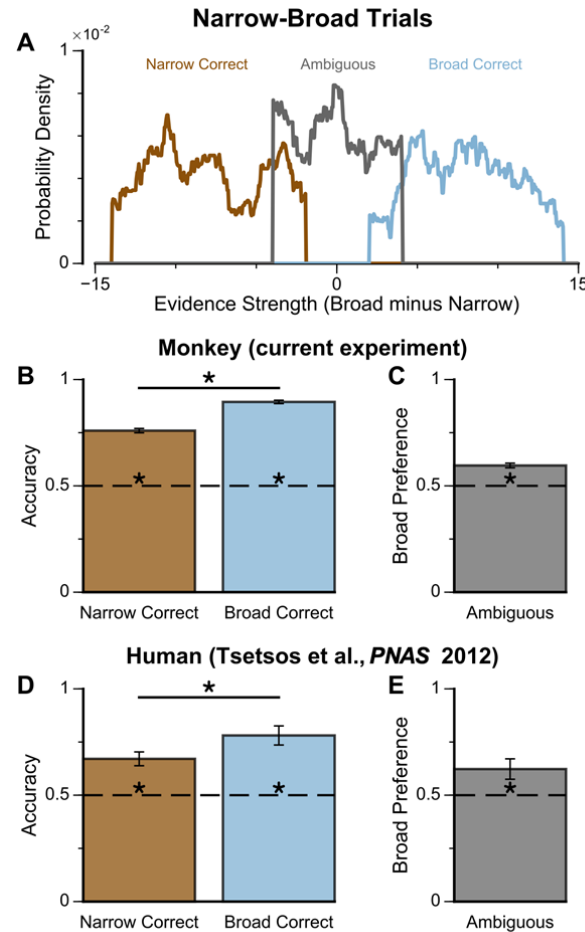 Narrow-Broad Trials
A
1 ×10⁻²
Narrow Correct
Ambiguous
Broad Correct
Probability Density
0
−15
0
15
Evidence Strength (Broad minus Narrow)
Monkey (current experiment)
B
1
*
Accuracy
0.5
*
*
0
Narrow Correct
Broad Correct
C
1
Broad Preference
0.5
*
0
Ambiguous
Human (Tsetsos et al., PNAS 2012)
D
1
*
Accuracy
0.5
*
*
0
Narrow Correct
Broad Correct
E
1
Broad Preference
0.5
*
0
Ambiguous